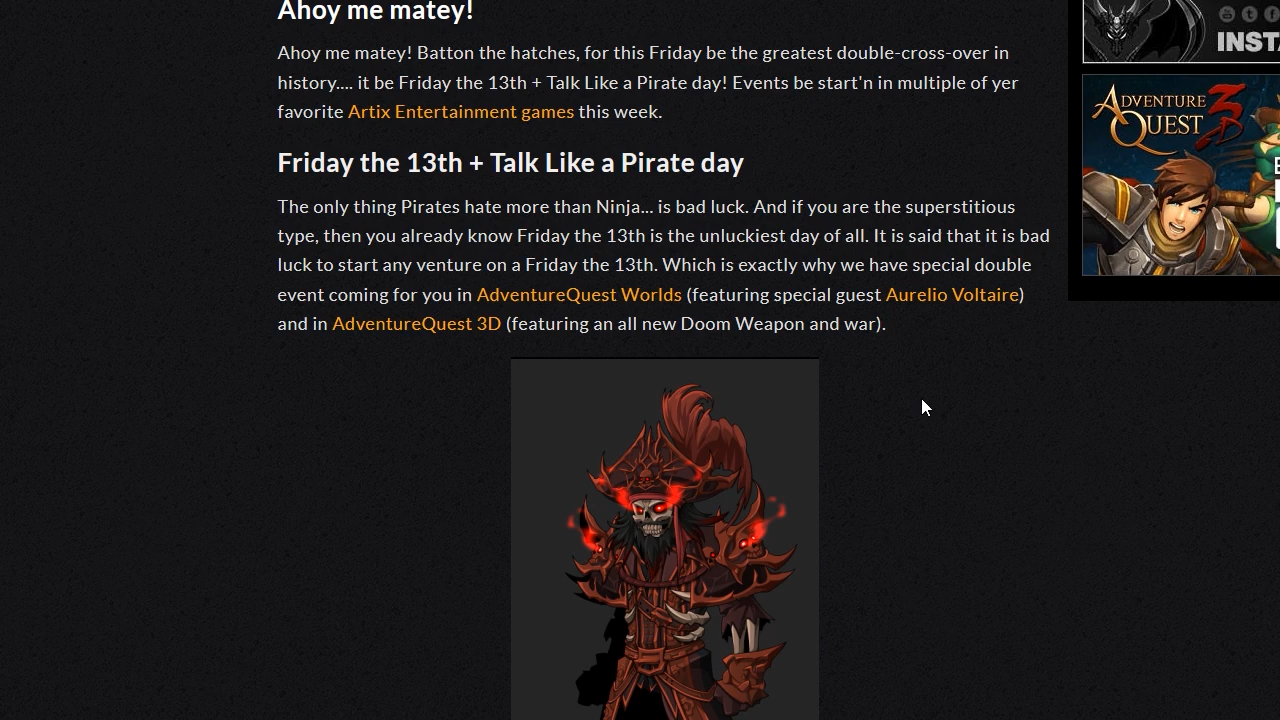 Ahoy me matey!
Ahoy me matey! Batton the hatches, for this Friday be the greatest double-cross-over in
history.... it be Friday the 13th + Talk Like a Pirate day! Events be start'n in multiple of yer
favorite Artix Entertainment games this week.
Friday the 13th + Talk Like a Pirate day
The only thing Pirates hate more than Ninja... is bad luck. And if you are the superstitious
type, then you already know Friday the 13th is the unluckiest day of all. It is said that it is bad
luck to start any venture on a Friday the 13th. Which is exactly why we have special double
event coming for you in AdventureQuest Worlds (featuring special guest Aurelio Voltaire)
and in AdventureQuest 3D (featuring an all new Doom Weapon and war).
INST
ADVENTURE
QUEST
3D